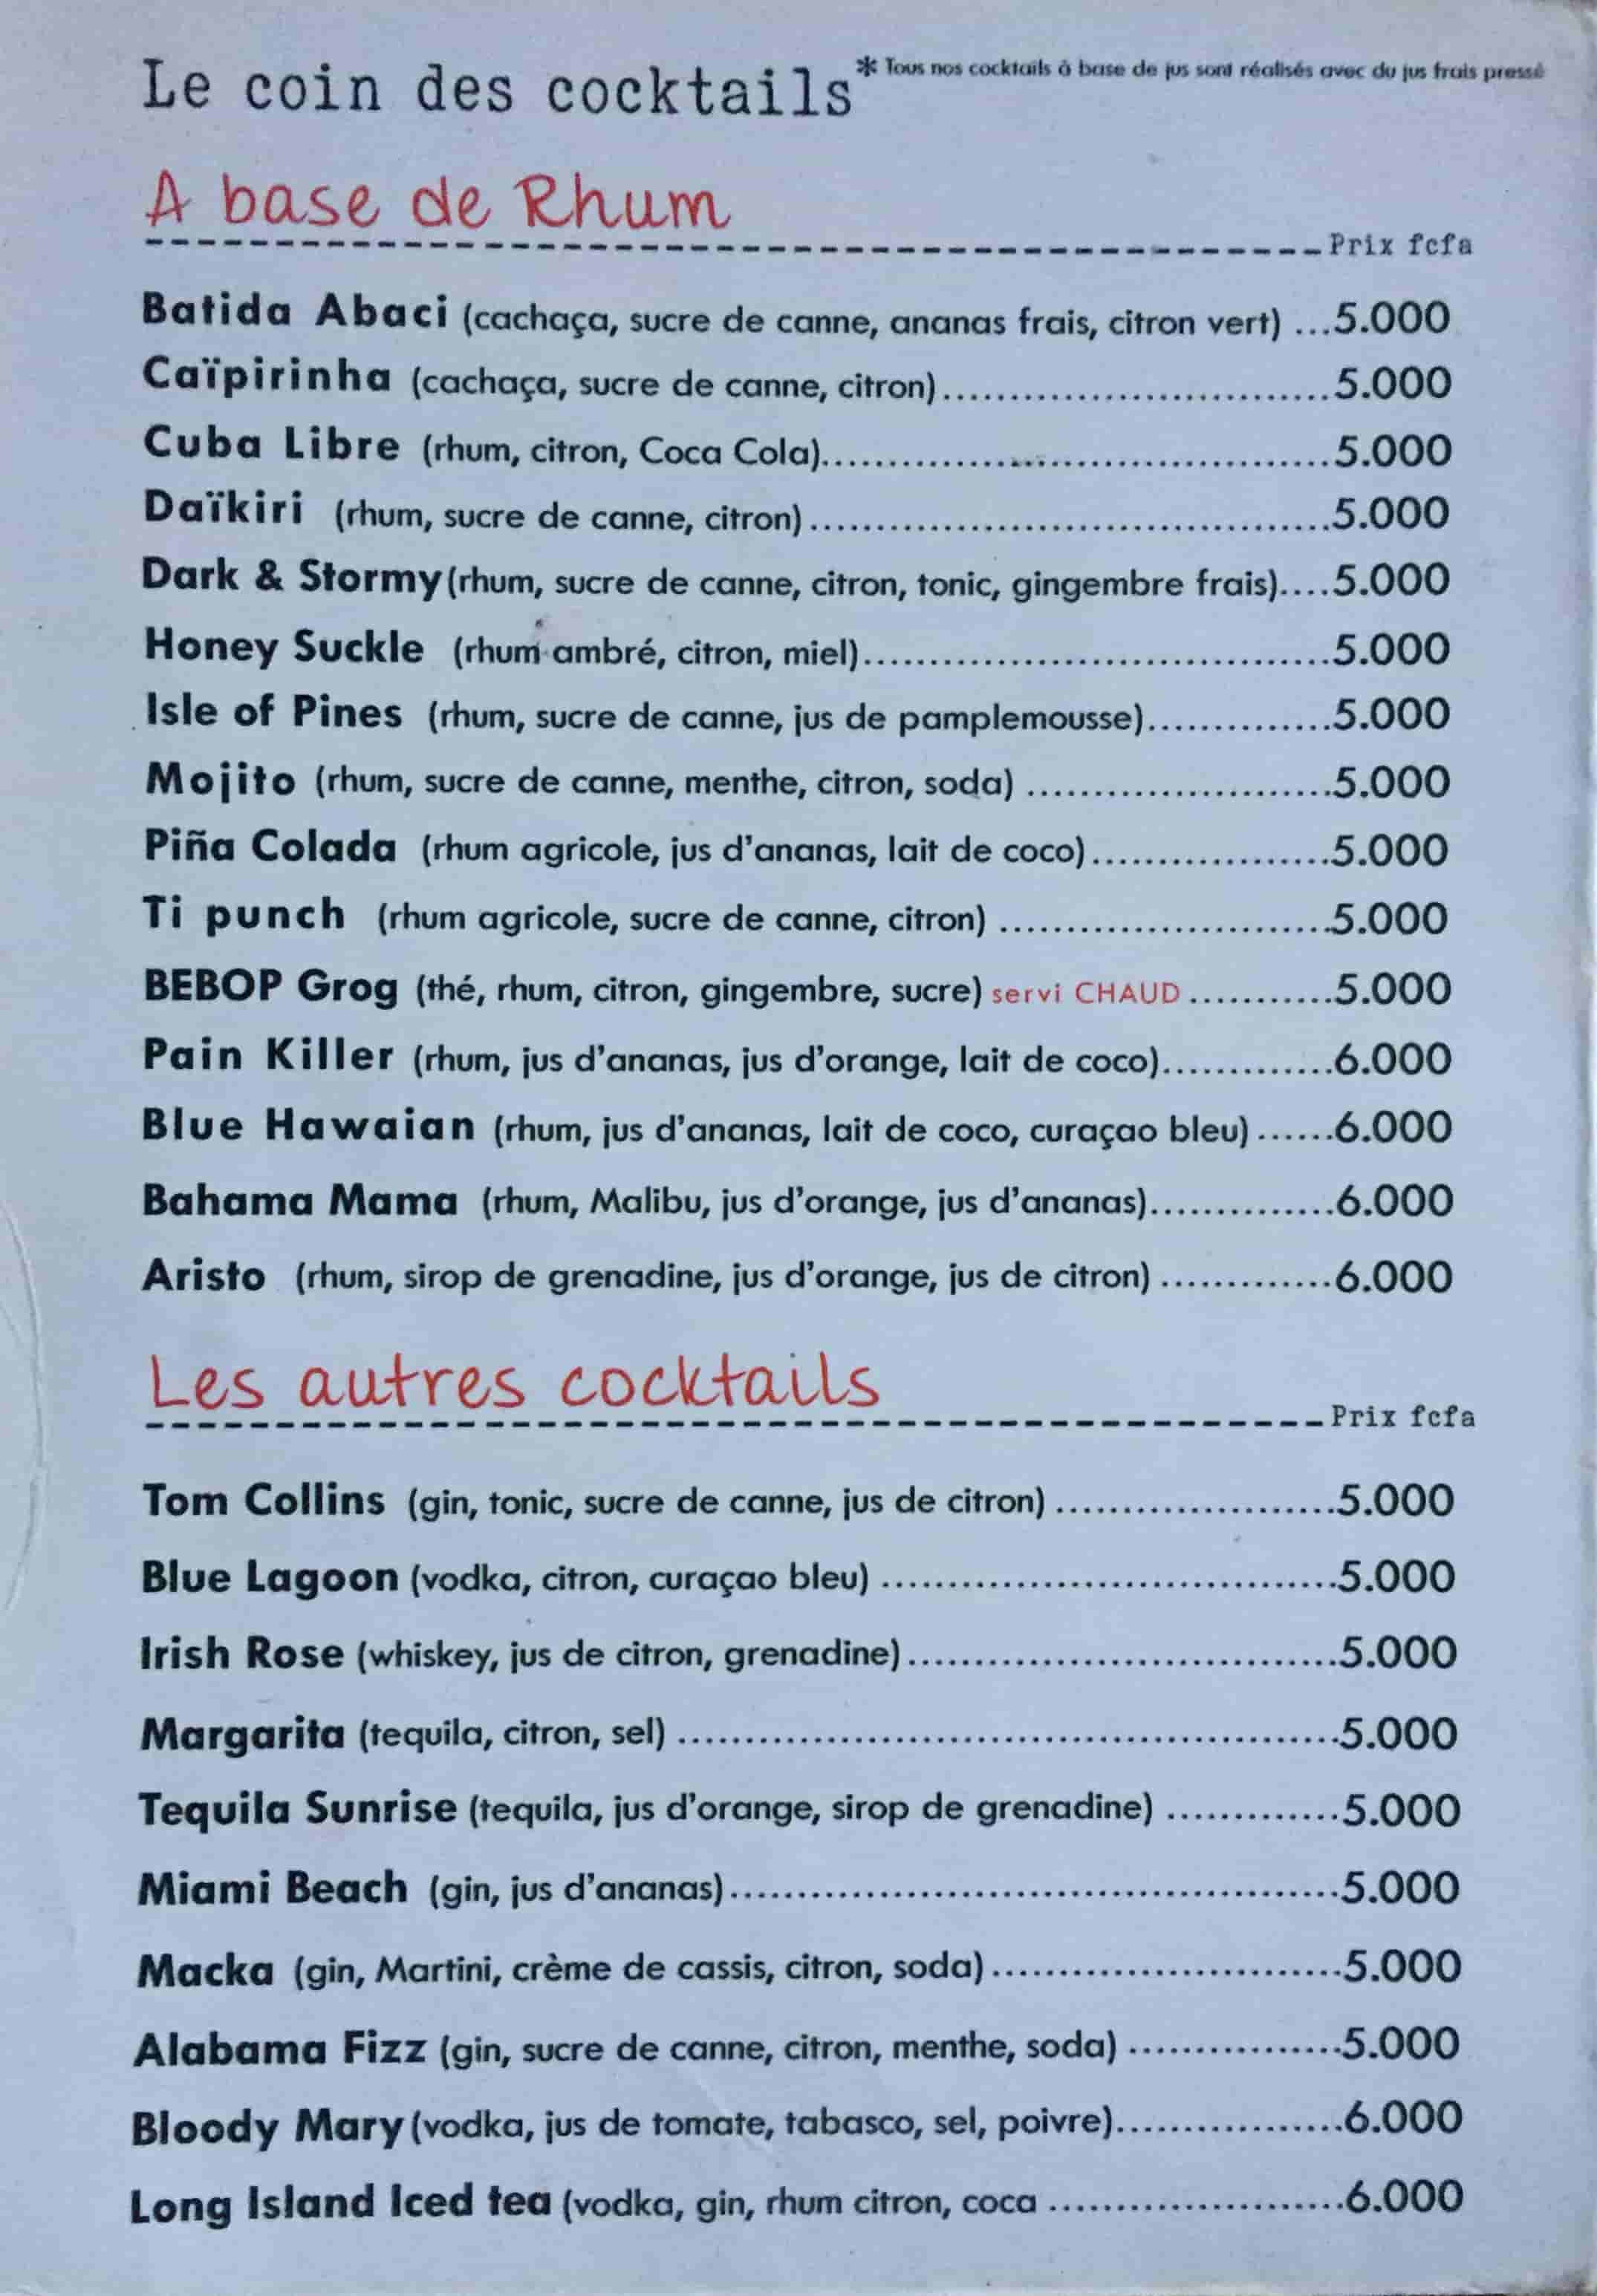 Le coin des cocktails
* Tous nos cocktails à base de jus sont réalisés avec du jus frais pressé
A base de Rhum
Prix fcfa
Batida Abaci (cachaça, sucre de canne, ananas frais, citron vert) ...5.000
Caïpirinha (cachaça, sucre de canne, citron).............................5.000
Cuba Libre (rhum, citron, Coca Cola)......................................5.000
Daïkiri (rhum, sucre de canne, citron).......................................5.000
Dark & Stormy (rhum, sucre de canne, citron, tonic, gingembre frais)....5.000
Honey Suckle (rhum ambré, citron, miel)...................................5.000
Isle of Pines (rhum, sucre de canne, jus de pamplemousse)..............5.000
Mojito (rhum, sucre de canne, menthe, citron, soda) .......................5.000
Piña Colada (rhum agricole, jus d'ananas, lait de coco)..................5.000
Ti punch (rhum agricole, sucre de canne, citron) .........................5.000
BEBOP Grog (thé, rhum, citron, gingembre, sucre) servi CHAUD ...........5.000
Pain Killer (rhum, jus d'ananas, jus d'orange, lait de coco).............6.000
Blue Hawaian (rhum, jus d'ananas, lait de coco, curaçao bleu) ......6.000
Bahama Mama (rhum, Malibu, jus d'orange, jus d'ananas)..............6.000
Aristo (rhum, sirop de grenadine, jus d'orange, jus de citron) .............6.000
Les autres cocktails
Prix fcfa
Tom Collins (gin, tonic, sucre de canne, jus de citron) .....................5.000
Blue Lagoon (vodka, citron, curaçao bleu) ..................................5.000
Irish Rose (whiskey, jus de citron, grenadine)................................5.000
Margarita (tequila, citron, sel) .................................................5.000
Tequila Sunrise (tequila, jus d'orange, sirop de grenadine) .............5.000
Miami Beach (gin, jus d'ananas)..............................................5.000
Macka (gin, Martini, crème de cassis, citron, soda)..........................5.000
Alabama Fizz (gin, sucre de canne, citron, menthe, soda) ................5.000
Bloody Mary (vodka, jus de tomate, tabasco, sel, poivre).................6.000
Long Island Iced tea (vodka, gin, rhum citron, coca ......................6.000